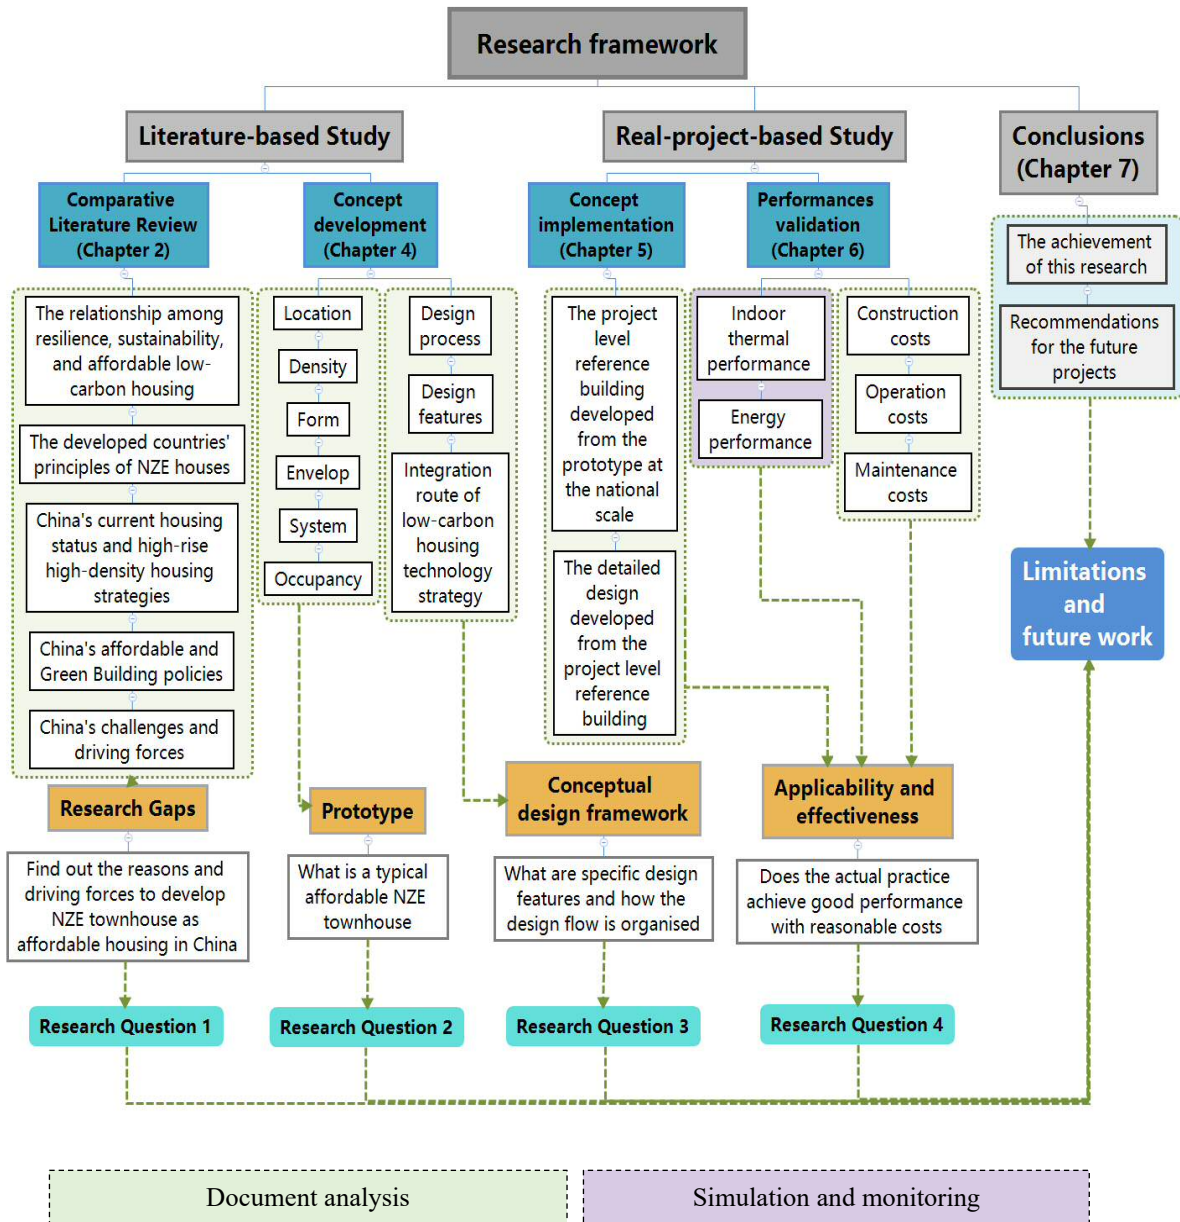 Research framework
Literature-based Study
Real-project-based Study
Conclusions
(Chapter 7)
Comparative
Literature Review
(Chapter 2)
Concept
development
(Chapter 4)
Concept
implementation
(Chapter 5)
Performances
validation
(Chapter 6)
The relationship among
resilience, sustainability,
and affordable low-
carbon housing
The developed countries'
principles of NZE houses
China's current housing
status and high-rise
high-density housing
strategies
China's affordable and
Green Building policies
China's challenges and
driving forces
Location
Density
Form
Envelop
System
Occupancy
Design
process
Design
features
Integration
route of
low-carbon
housing
technology
strategy
The project
level
reference
building
developed
from the
prototype at
the national
scale
The detailed
design
developed
from the
project level
reference
building
Indoor
thermal
performance
Energy
performance
Construction
costs
Operation
costs
Maintenance
costs
The achievement
of this research
Recommendations
for the future
projects
Limitations
and
future work
Research Gaps
Prototype
Conceptual
design framework
Applicability and
effectiveness
Find out the reasons and
driving forces to develop
NZE townhouse as
affordable housing in China
What is a typical
affordable NZE
townhouse
What are specific design
features and how the
design flow is organised
Does the actual practice
achieve good performance
with reasonable costs
Research Question 1
Research Question 2
Research Question 3
Research Question 4
Document analysis
Simulation and monitoring